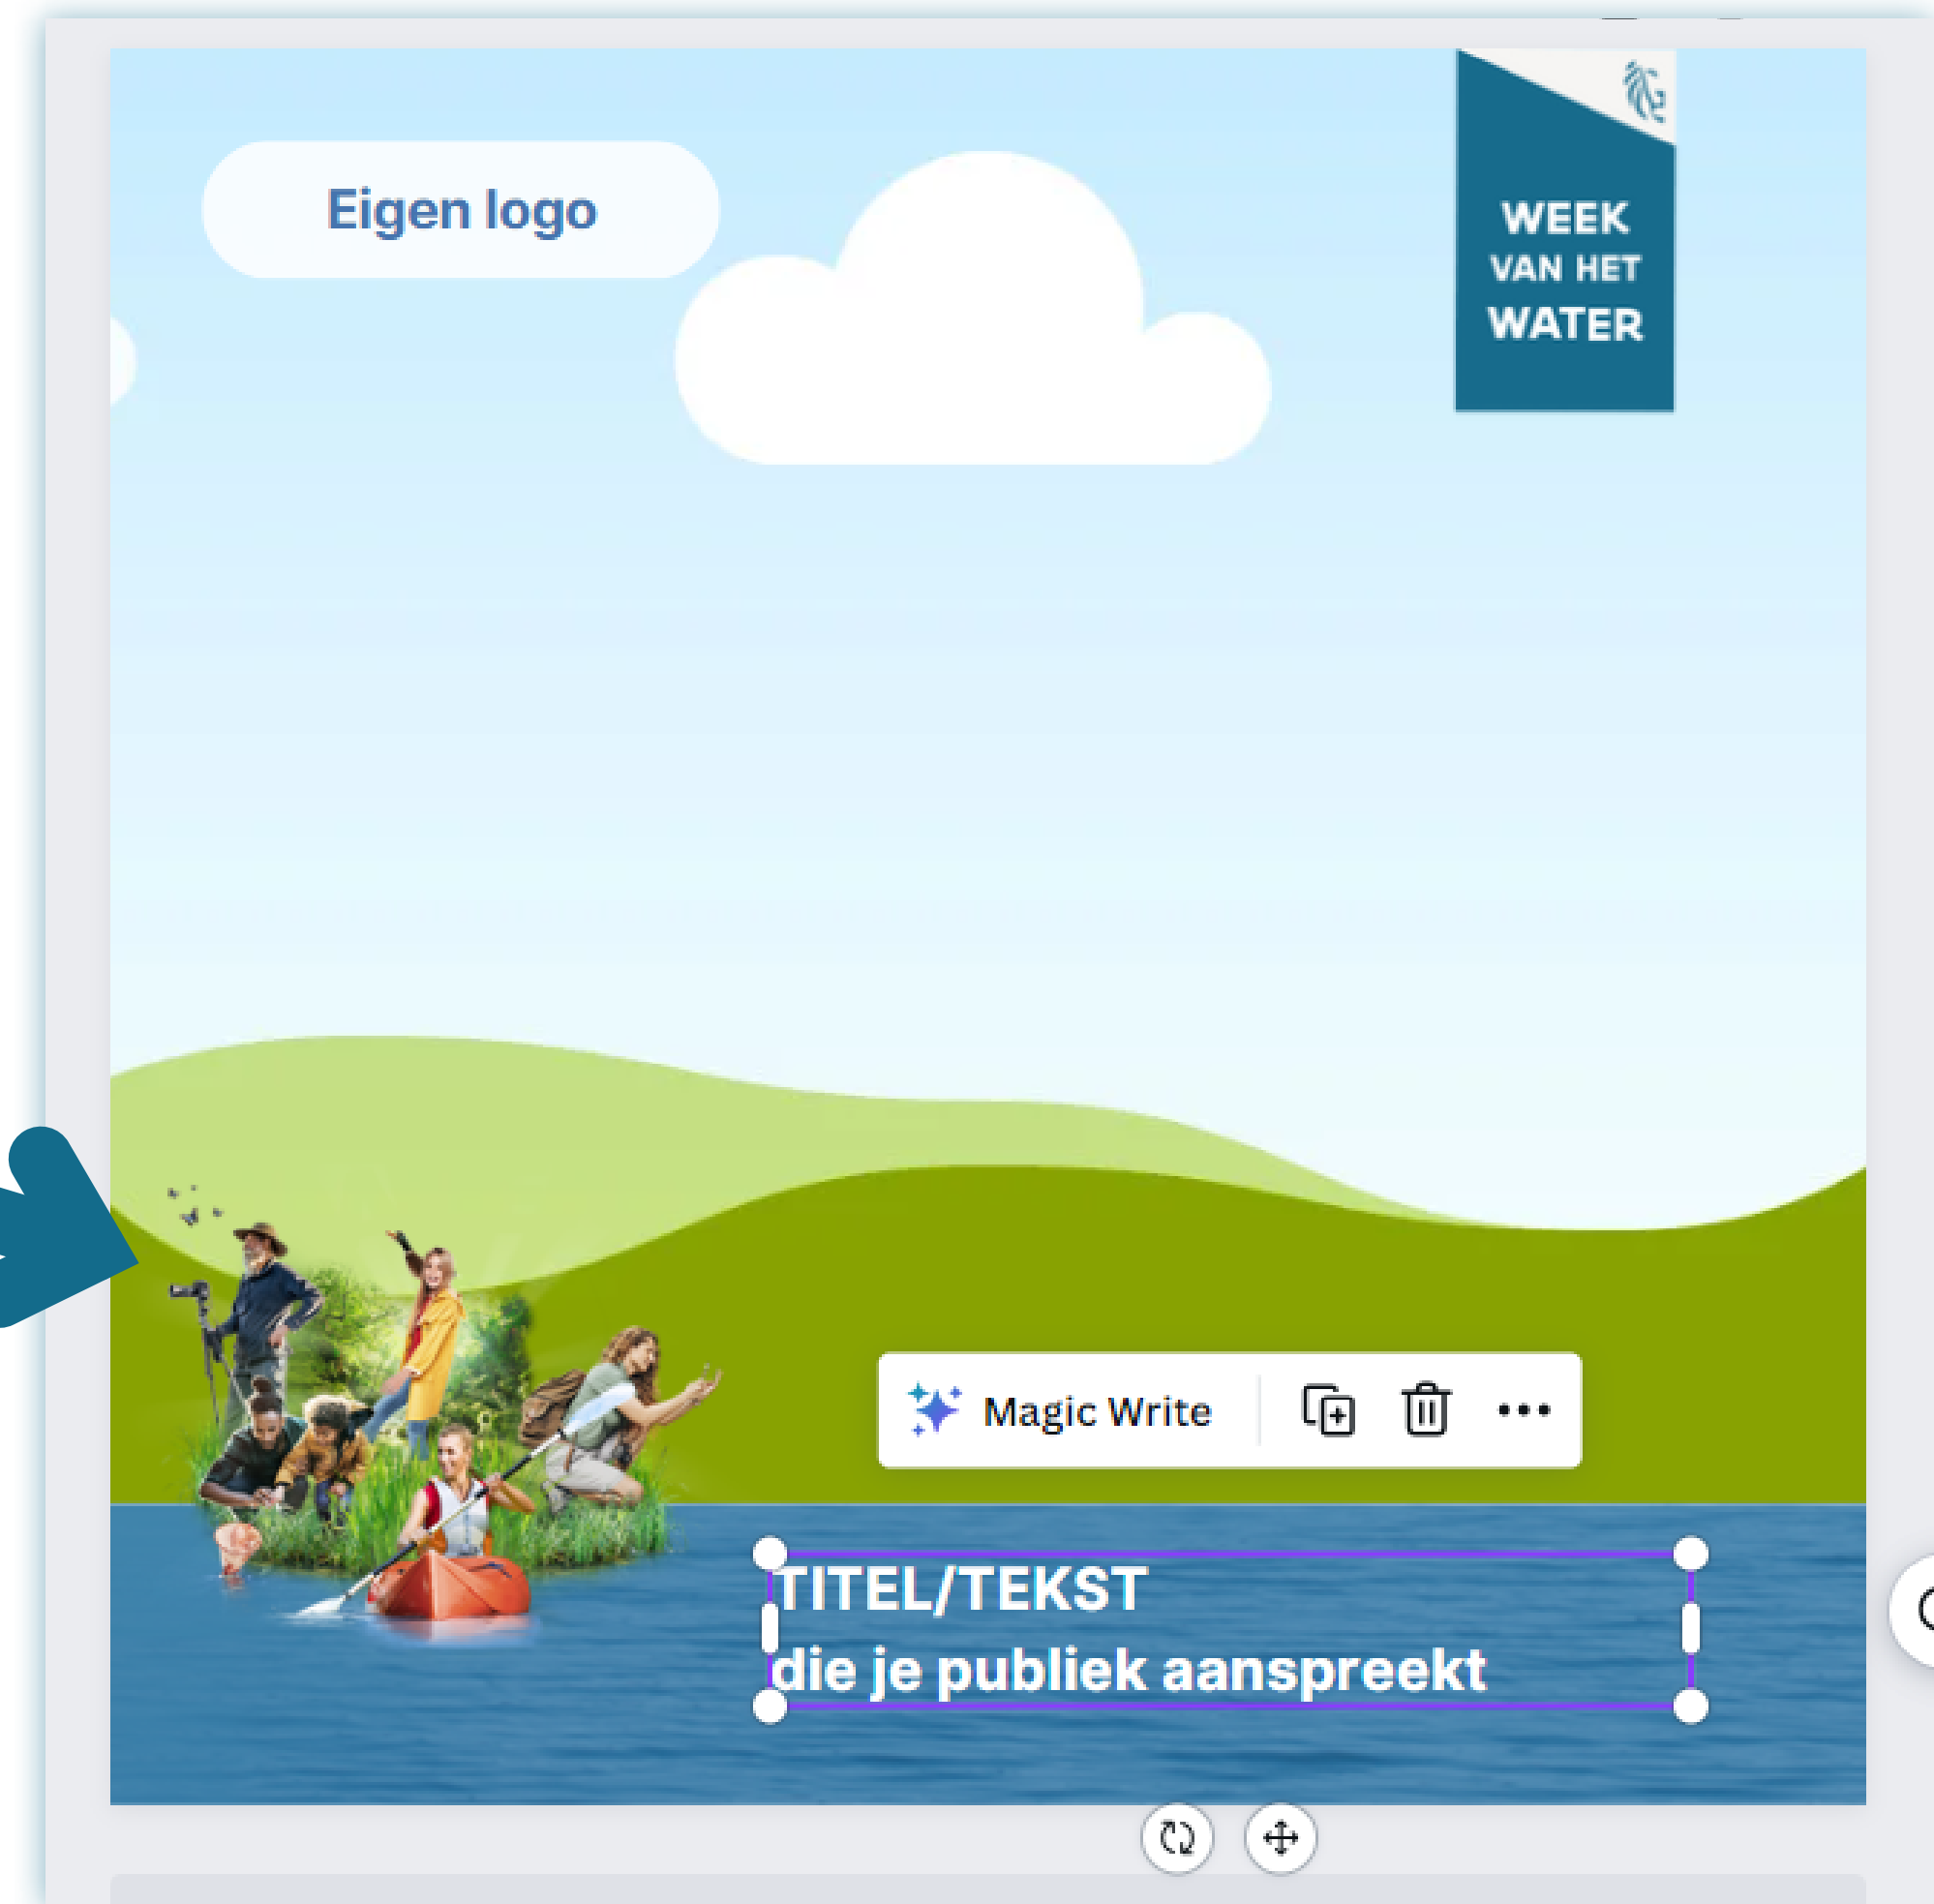 Eigen logo
WEEK
VAN HET
WATER
Magic Write
TITEL/TEKST
die je publiek aanspreekt